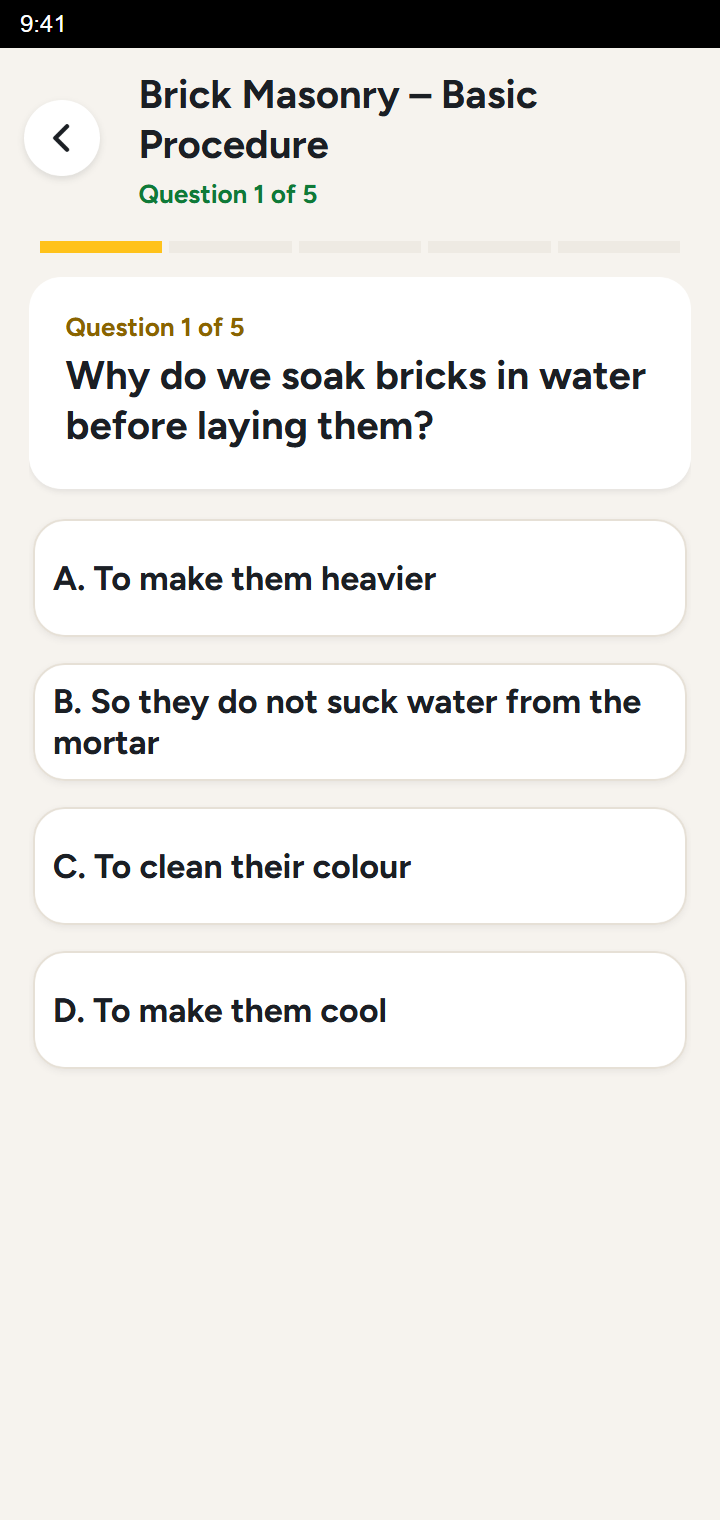 9:41
Brick Masonry – Basic
Procedure
Question 1 of 5
Question 1 of 5
Why do we soak bricks in water
before laying them?
A. To make them heavier
B. So they do not suck water from the
mortar
C. To clean their colour
D. To make them cool